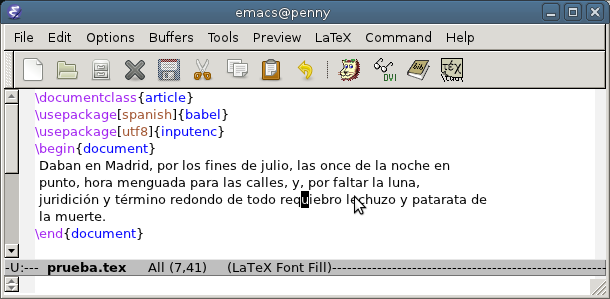 emacs@penny
File Edit Options Buffers Tools Preview LaTeX Command Help
DVI
\documentclass{article}
\usepackage[spanish]{babel}
\usepackage[utf8]{inputenc}
\begin{document}
Daban en Madrid, por los fines de julio, las once de la noche en
punto, hora menguada para las calles, y, por faltar la luna,
juridición y término redondo de todo requiebro lechuzo y patarata de
la muerte.
\end{document}
-U:--- prueba.tex All (7,41) (LaTeX Font Fill)--------------------------------------------------